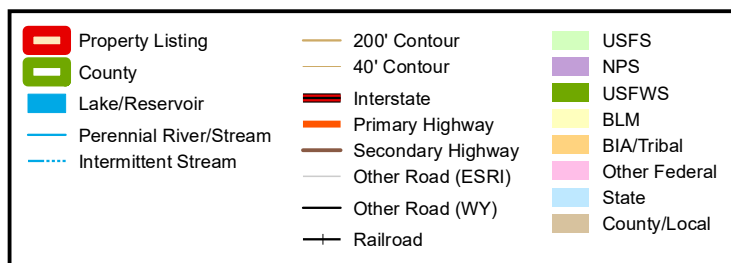 Property Listing
County
Lake/Reservoir
Perennial River/Stream
Intermittent Stream
200' Contour
40' Contour
Interstate
Primary Highway
Secondary Highway
Other Road (ESRI)
Other Road (WY)
Railroad
USFS
NPS
USFWS
BLM
BIA/Tribal
Other Federal
State
County/Local